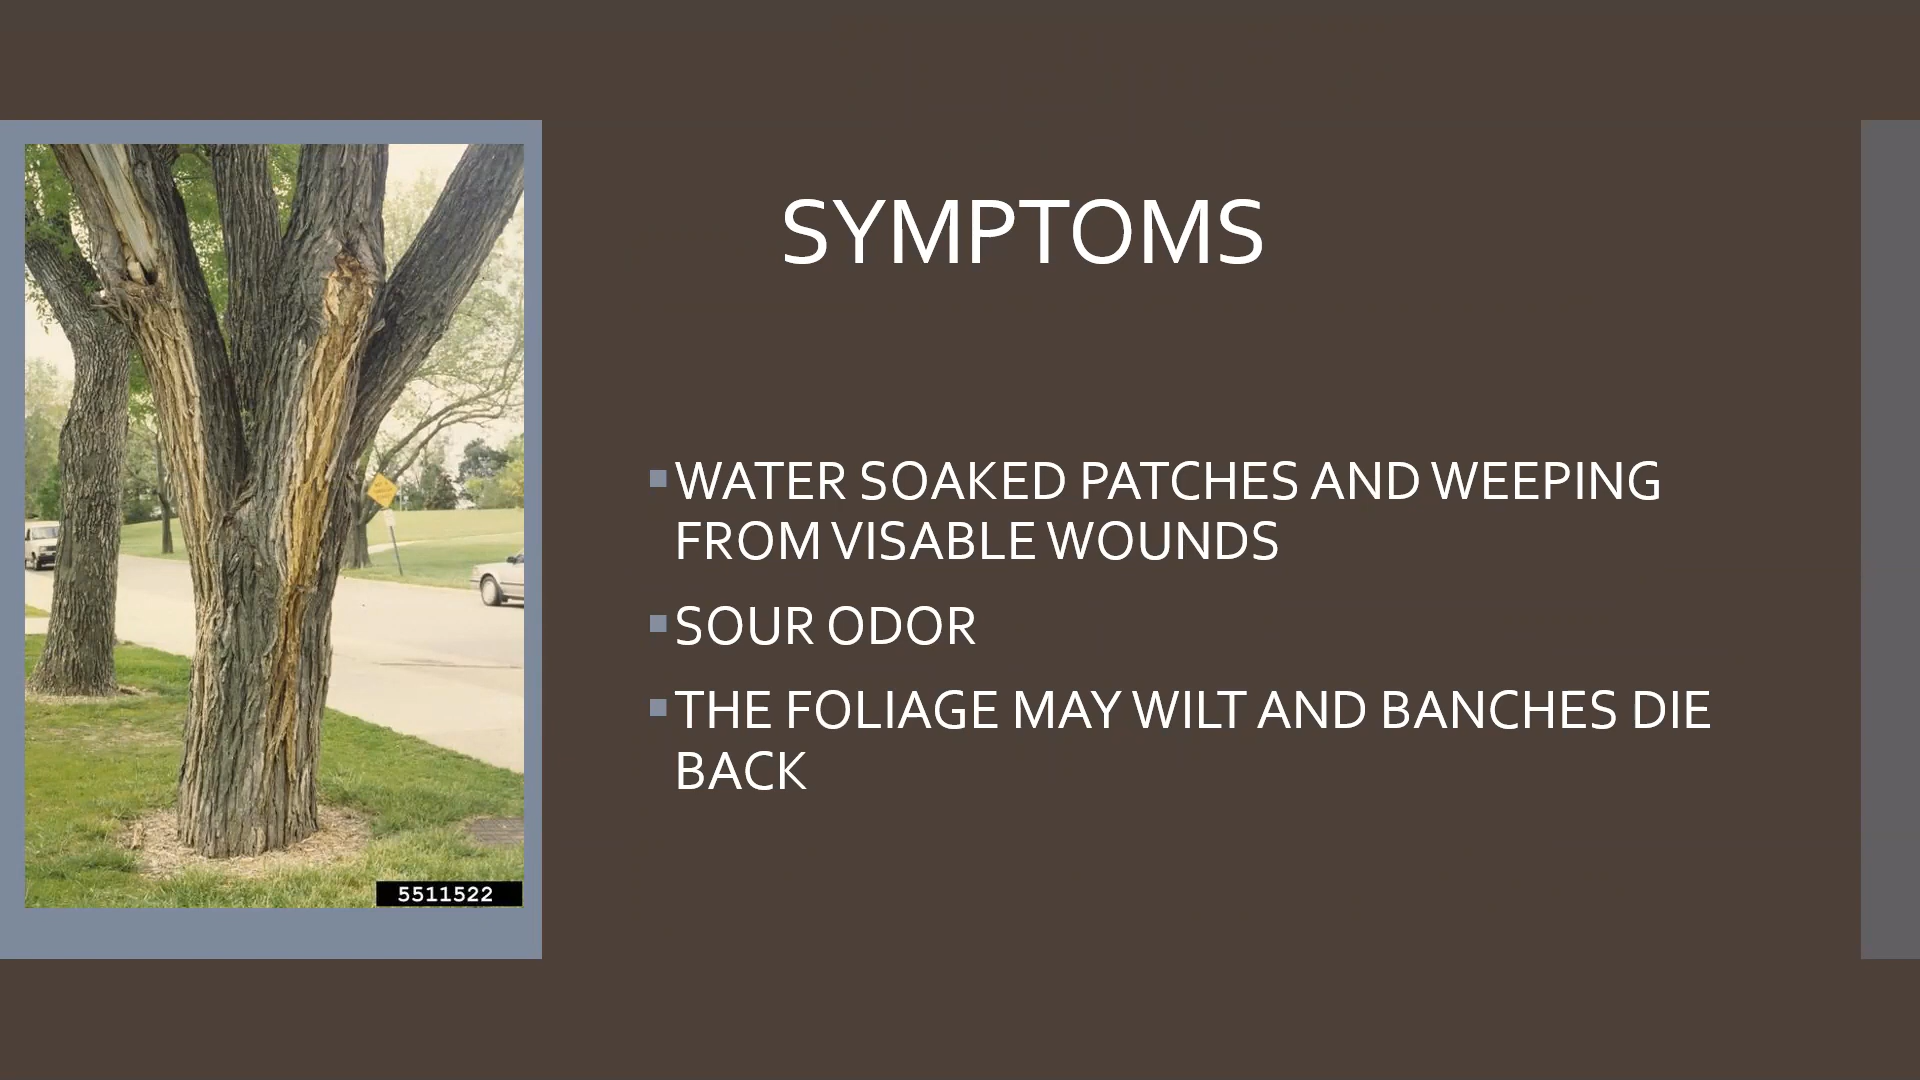 SYMPTOMS
WATER SOAKED PATCHES AND WEEPING
FROM VISABLE WOUNDS
SOUR ODOR
THE FOLIAGE MAY WILT AND BANCHES DIE
BACK
5511522